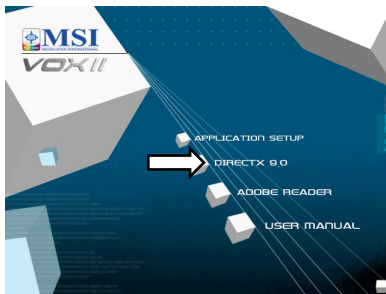 MSI
MICRO-STAR INTERNATIONAL
VOX II
APPLICATION SETUP
DIRECTX 9.0
ADOBE READER
USER MANUAL